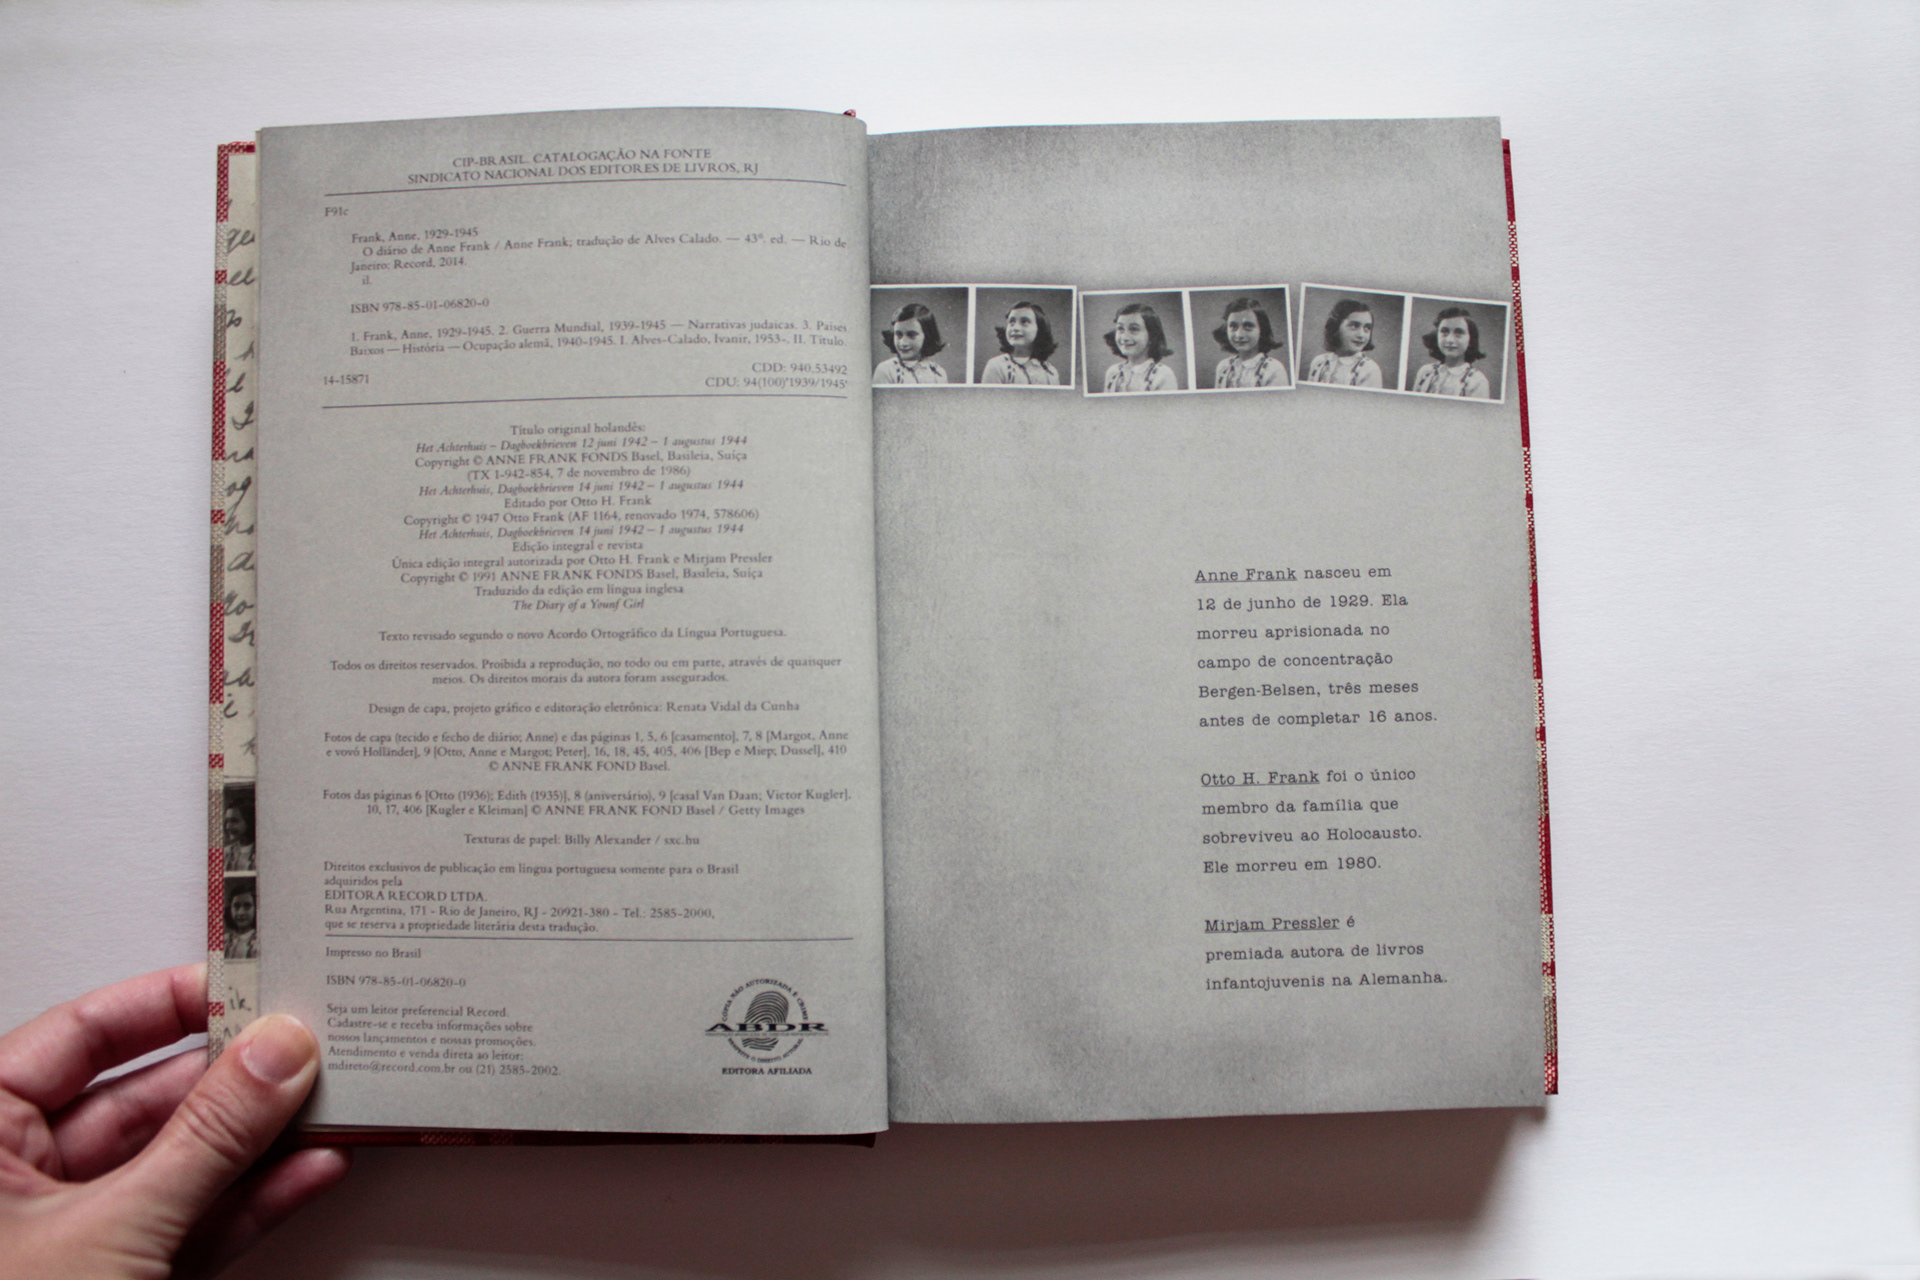 CIP-BRASIL. CATALOGAÇÃO NA FONTE
SINDICATO NACIONAL DOS EDITORES DE LIVROS, RJ
F91c
Frank, Anne, 1929-1945
O diário de Anne Frank / Anne Frank; tradução de Alves Calado. — 43ª. ed. — Rio de
Janeiro: Record, 2014.
il.
ISBN 978-85-01-06820-0
1. Frank, Anne, 1929-1945. 2. Guerra Mundial, 1939-1945 — Narrativas judaicas. 3. Países
Baixos — História — Ocupação alemã, 1940-1945. I. Alves-Calado, Ivanir, 1953-. II. Título.
CDD: 940.53492
14-15871
CDU: 94(100)'1939/1945'
Título original holandês:
Het Achterhuis – Dagboekbrieven 12 juni 1942 – 1 augustus 1944
Copyright © ANNE FRANK FONDS Basel, Basileia, Suíça
(TX 1-942-854, 7 de novembro de 1986)
Het Achterhuis, Dagboekbrieven 14 juni 1942 – 1 augustus 1944
Editado por Otto H. Frank
Copyright © 1947 Otto Frank (AF 1164, renovado 1974, 578606)
Het Achterhuis, Dagboekbrieven 14 juni 1942 – 1 augustus 1944
Edição integral e revista
Única edição integral autorizada por Otto H. Frank e Mirjam Pressler
Copyright © 1991 ANNE FRANK FONDS Basel, Basileia, Suíça
Traduzido da edição em língua inglesa
The Diary of a Younf Girl
Texto revisado segundo o novo Acordo Ortográfico da Língua Portuguesa.
Todos os direitos reservados. Proibida a reprodução, no todo ou em parte, através de quaisquer
meios. Os direitos morais da autora foram assegurados.
Design de capa, projeto gráfico e editoração eletrônica: Renata Vidal da Cunha
Fotos de capa (tecido e fecho de diário; Anne) e das páginas 1, 5, 6 [casamento], 7, 8 [Margot, Anne
e vovó Holländer], 9 [Otto, Anne e Margot; Peter], 16, 18, 45, 405, 406 [Bep e Miep; Dussel], 410
© ANNE FRANK FOND Basel.
Fotos das páginas 6 [Otto (1936); Edith (1935)], 8 (aniversário), 9 [casal Van Daan; Victor Kugler],
10, 17, 406 [Kugler e Kleiman] © ANNE FRANK FOND Basel / Getty Images
Texturas de papel: Billy Alexander / sxc.hu
Direitos exclusivos de publicação em língua portuguesa somente para o Brasil
adquiridos pela
EDITORA RECORD LTDA.
Rua Argentina, 171 – Rio de Janeiro, RJ – 20921-380 – Tel.: 2585-2000,
que se reserva a propriedade literária desta tradução.
Impresso no Brasil
ISBN 978-85-01-06820-0
Seja um leitor preferencial Record.
Cadastre-se e receba informações sobre
nossos lançamentos e nossas promoções.
Atendimento e venda direta ao leitor:
mdireto@record.com.br ou (21) 2585-2002.
CÓPIA NÃO AUTORIZADA É CRIME
ABDR
RESPEITE O DIREITO AUTORAL
EDITORA AFILIADA
Anne Frank nasceu em
12 de junho de 1929. Ela
morreu aprisionada no
campo de concentração
Bergen-Belsen, três meses
antes de completar 16 anos.
Otto H. Frank foi o único
membro da família que
sobreviveu ao Holocausto.
Ele morreu em 1980.
Mirjam Pressler é
premiada autora de livros
infantojuvenis na Alemanha.